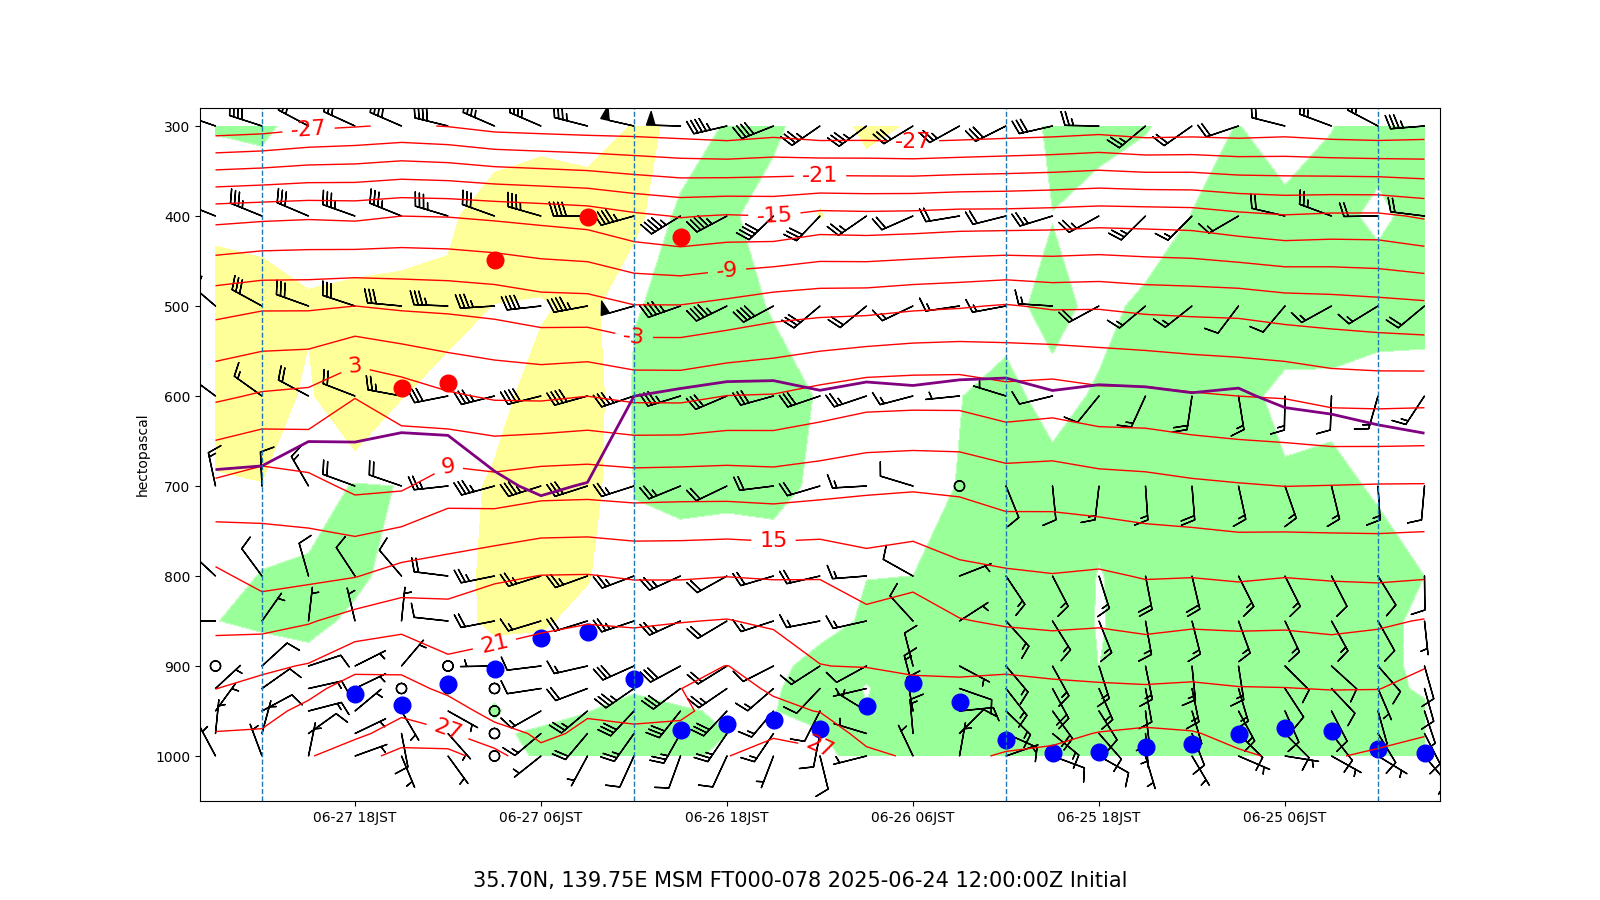 300
400
500
600
700
800
900
1000
hectopascal
-27
-27
-21
-15
-9
-3
3
9
15
21
27
-27
06-27 18JST
06-27 06JST
06-26 18JST
06-26 06JST
06-25 18JST
06-25 06JST
35.70N, 139.75E MSM FT000-078 2025-06-24 12:00:00Z Initial